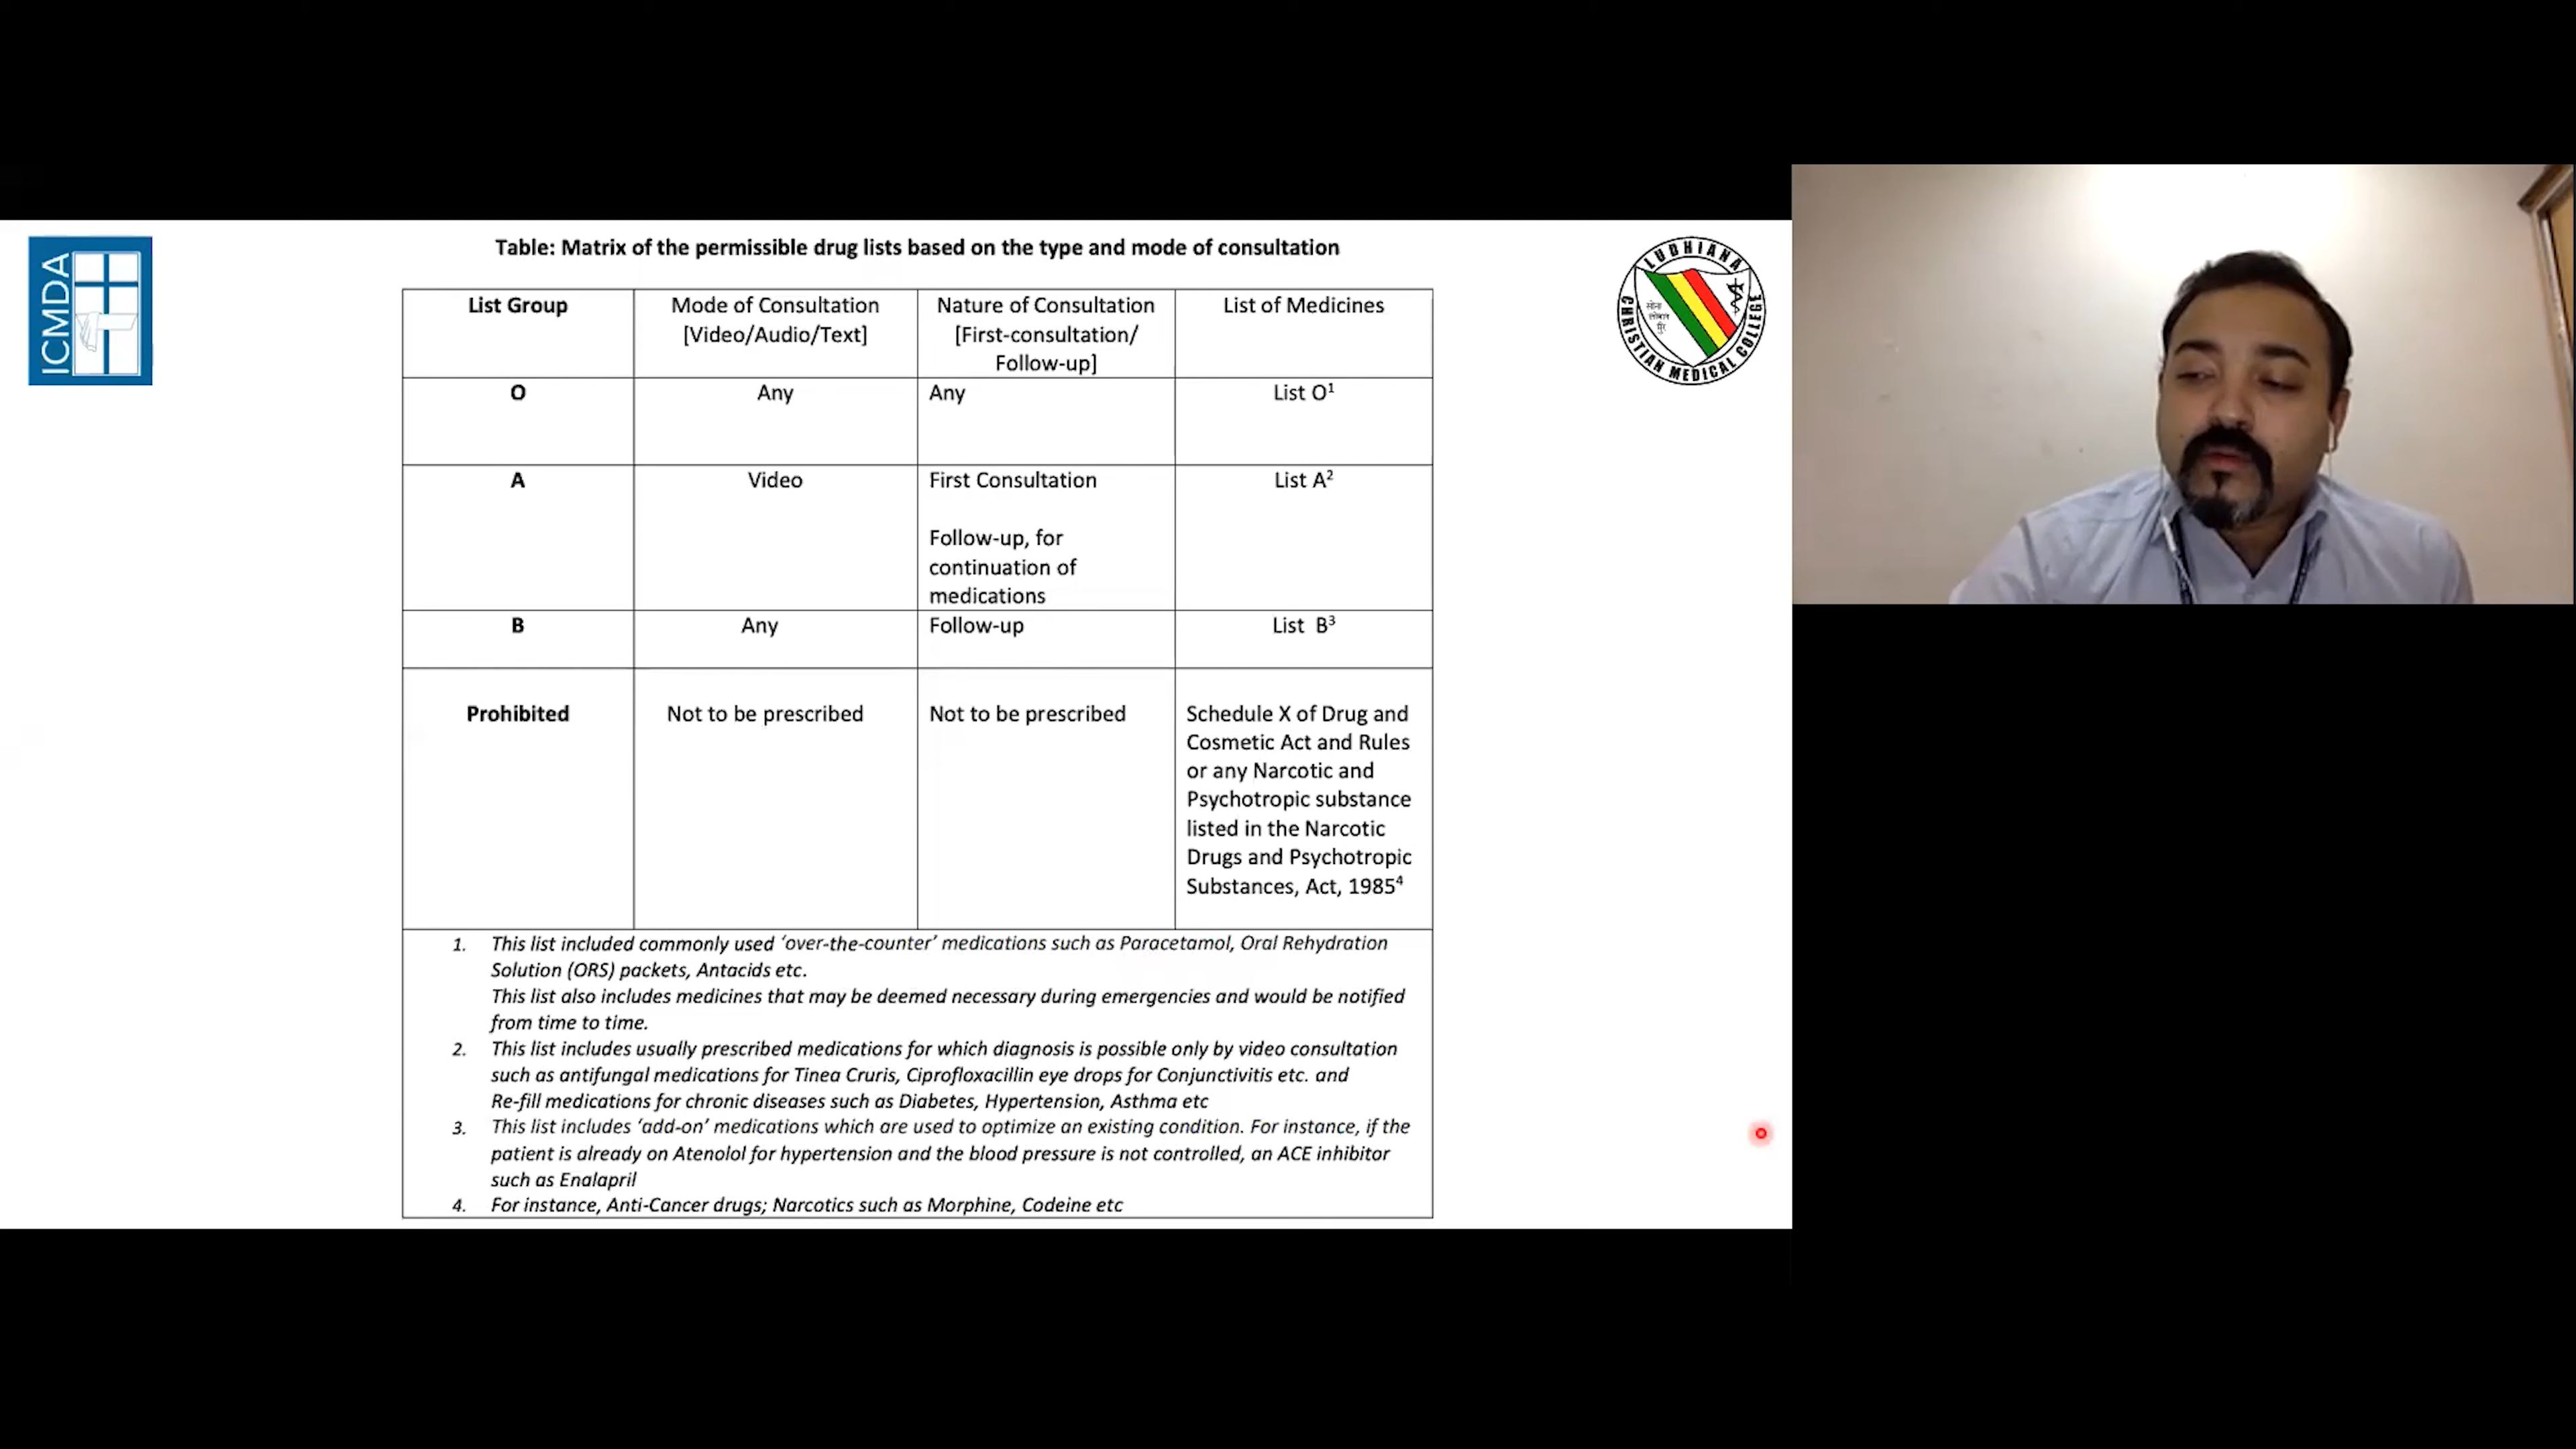 ICMDA
Table: Matrix of the permissible drug lists based on the type and mode of consultation
LUDHIANA
CHRISTIAN MEDICAL COLLEGE
List Group
Mode of Consultation
[Video/Audio/Text]
Nature of Consultation
[First-consultation/
Follow-up]
List of Medicines
O
Any
Any
List O¹
A
Video
First Consultation
Follow-up, for
continuation of
medications
List A²
B
Any
Follow-up
List B³
Prohibited
Not to be prescribed
Not to be prescribed
Schedule X of Drug and
Cosmetic Act and Rules
or any Narcotic and
Psychotropic substance
listed in the Narcotic
Drugs and Psychotropic
Substances, Act, 1985⁴
1. This list included commonly used ‘over-the-counter’ medications such as Paracetamol, Oral Rehydration
Solution (ORS) packets, Antacids etc.
This list also includes medicines that may be deemed necessary during emergencies and would be notified
from time to time.
2. This list includes usually prescribed medications for which diagnosis is possible only by video consultation
such as antifungal medications for Tinea Cruris, Ciprofloxacillin eye drops for Conjunctivitis etc. and
Re-fill medications for chronic diseases such as Diabetes, Hypertension, Asthma etc
3. This list includes ‘add-on’ medications which are used to optimize an existing condition. For instance, if the
patient is already on Atenolol for hypertension and the blood pressure is not controlled, an ACE inhibitor
such as Enalapril
4. For instance, Anti-Cancer drugs; Narcotics such as Morphine, Codeine etc